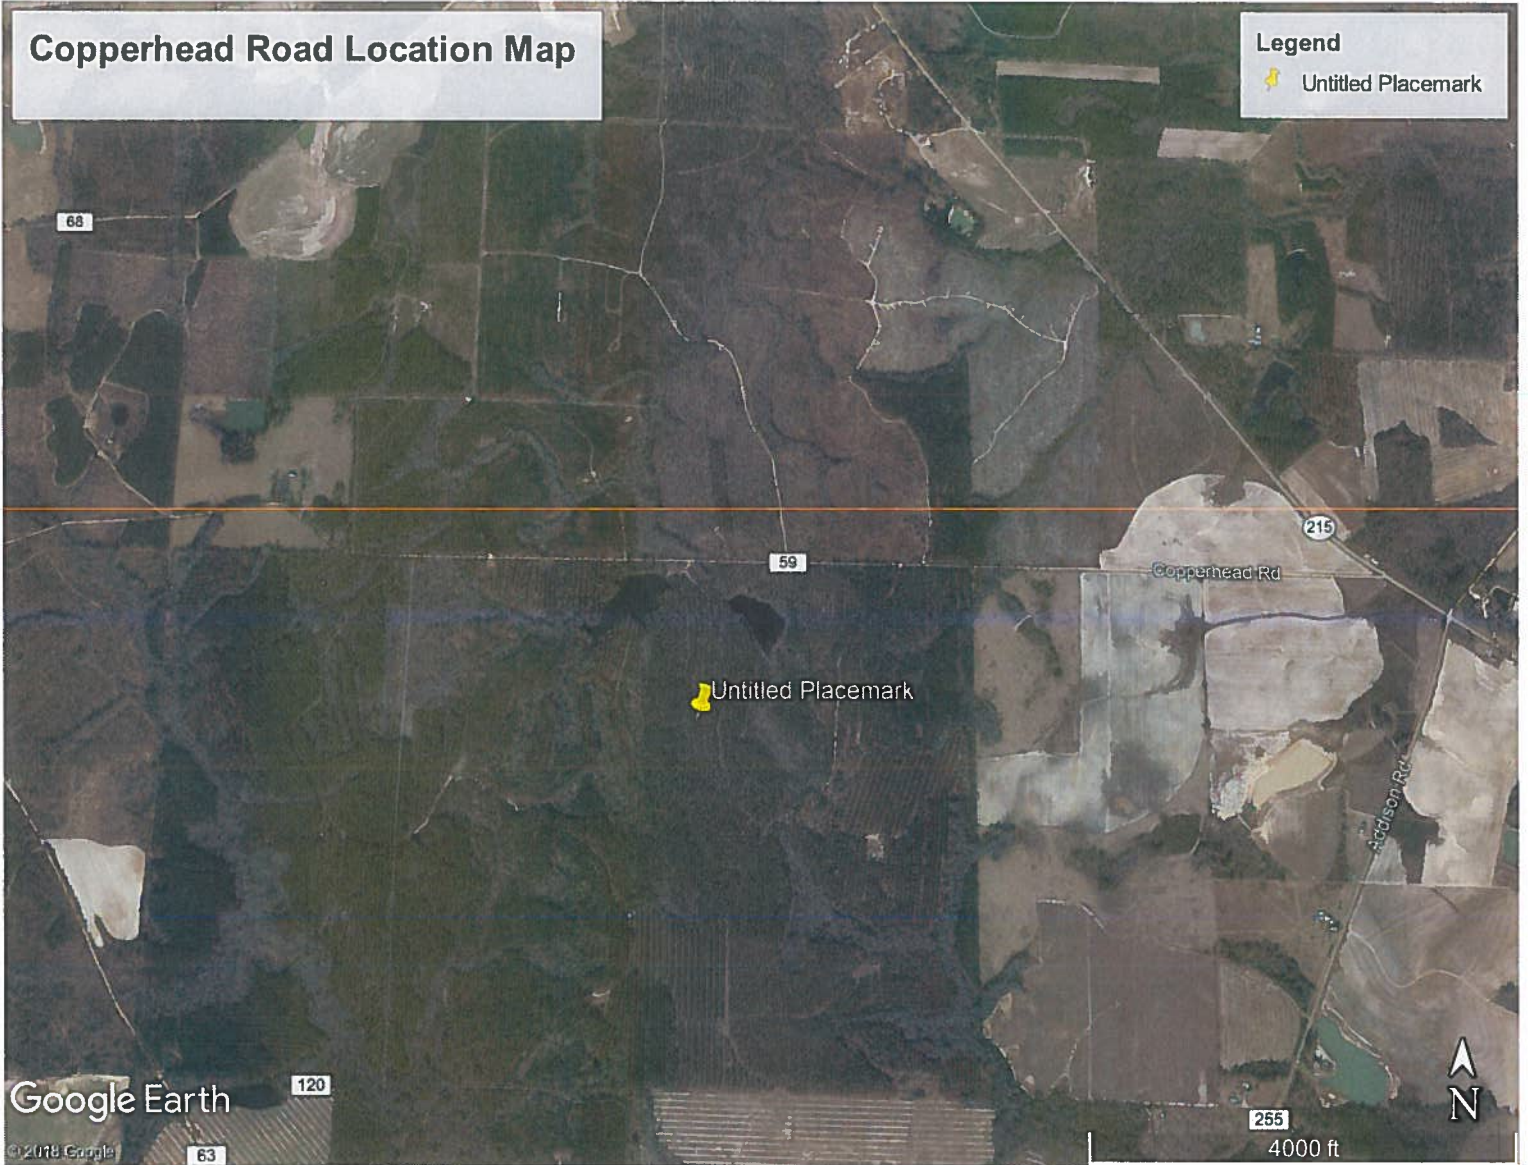 Copperhead Road Location Map
Legend
Untitled Placemark
68
215
59
Copperhead Rd
Untitled Placemark
Addison Rd
Google Earth
120
63
© 2018 Google
255
N
4000 ft